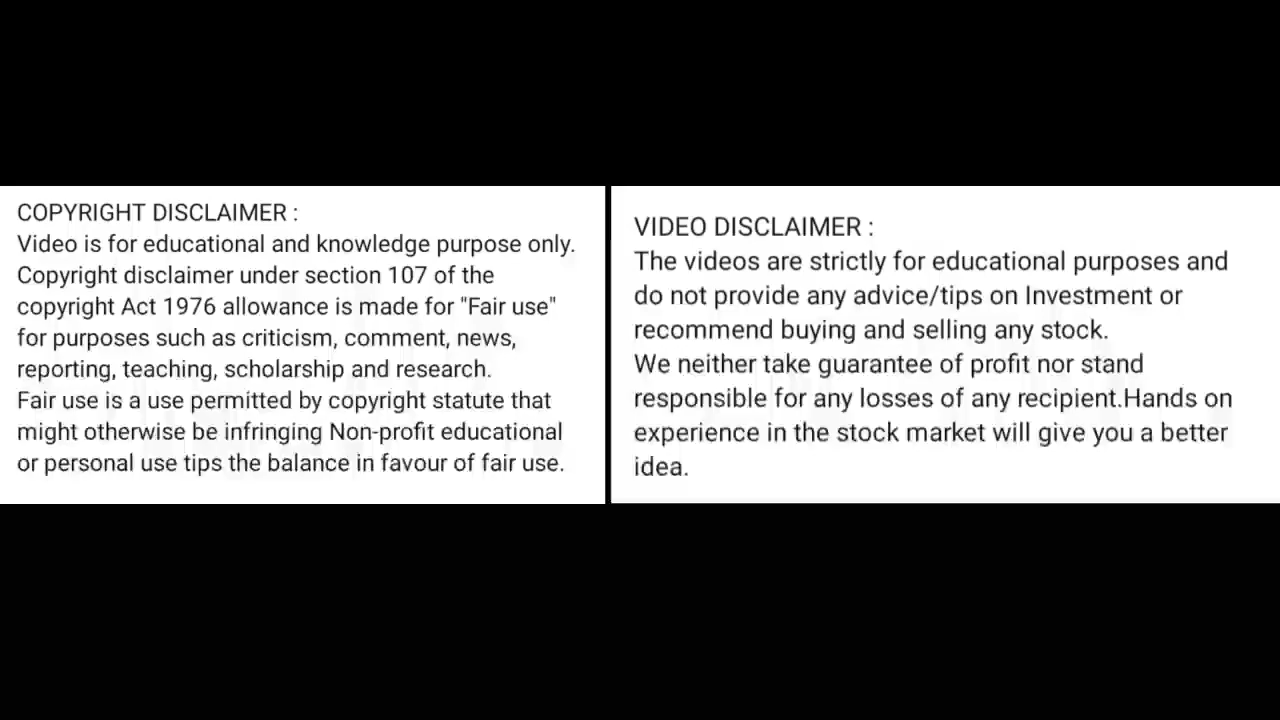 COPYRIGHT DISCLAIMER :
Video is for educational and knowledge purpose only.
Copyright disclaimer under section 107 of the
copyright Act 1976 allowance is made for "Fair use"
for purposes such as criticism, comment, news,
reporting, teaching, scholarship and research.
Fair use is a use permitted by copyright statute that
might otherwise be infringing Non-profit educational
or personal use tips the balance in favour of fair use.
VIDEO DISCLAIMER :
The videos are strictly for educational purposes and
do not provide any advice/tips on Investment or
recommend buying and selling any stock.
We neither take guarantee of profit nor stand
responsible for any losses of any recipient.Hands on
experience in the stock market will give you a better
idea.